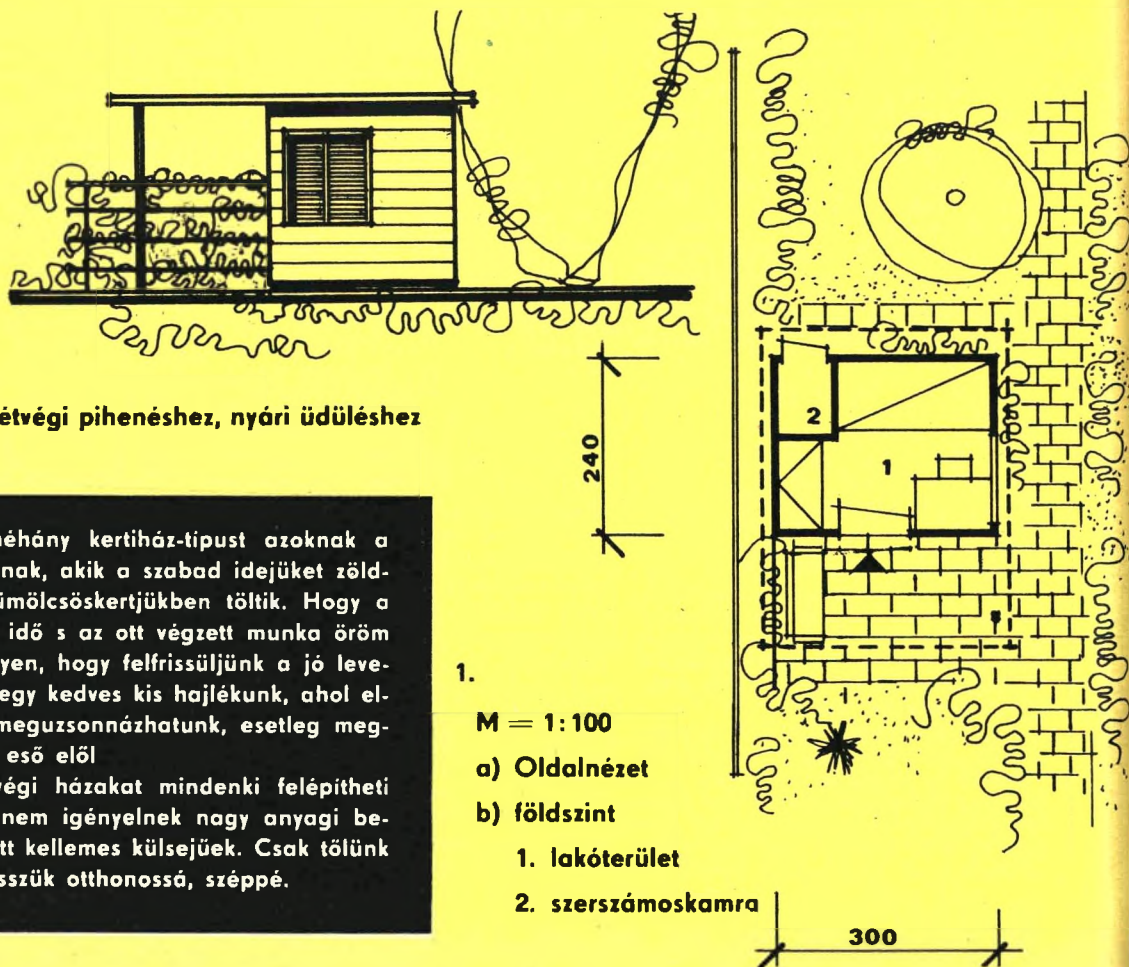 étvégi pihenéshez, nyári üdüléshez
néhány kertiház-típust azoknak a
nak, akik a szabad idejüket zöld-
ümölcsöskertjükben töltik. Hogy a
idő s az ott végzett munka öröm
yen, hogy felfrissüljünk a jó leve-
egy kedves kis hajlékunk, ahol el-
meguzsonnázhatunk, esetleg meg-
eső elől
végi házakat mindenki felépítheti
nem igényelnek nagy anyagi be-
tt kellemes külsejüek. Csak tőlünk
sszük otthonossá, széppé.
1.
M = 1:100
a) Oldalnézet
b) földszint
1. lakóterület
2. szerszámoskamra
240
2
1
300